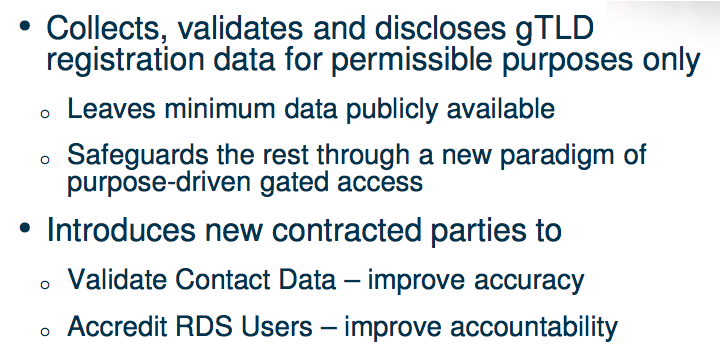 • Collects, validates and discloses gTLD
registration data for permissible purposes only
o Leaves minimum data publicly available
o Safeguards the rest through a new paradigm of
purpose-driven gated access
• Introduces new contracted parties to
o Validate Contact Data – improve accuracy
o Accredit RDS Users – improve accountability